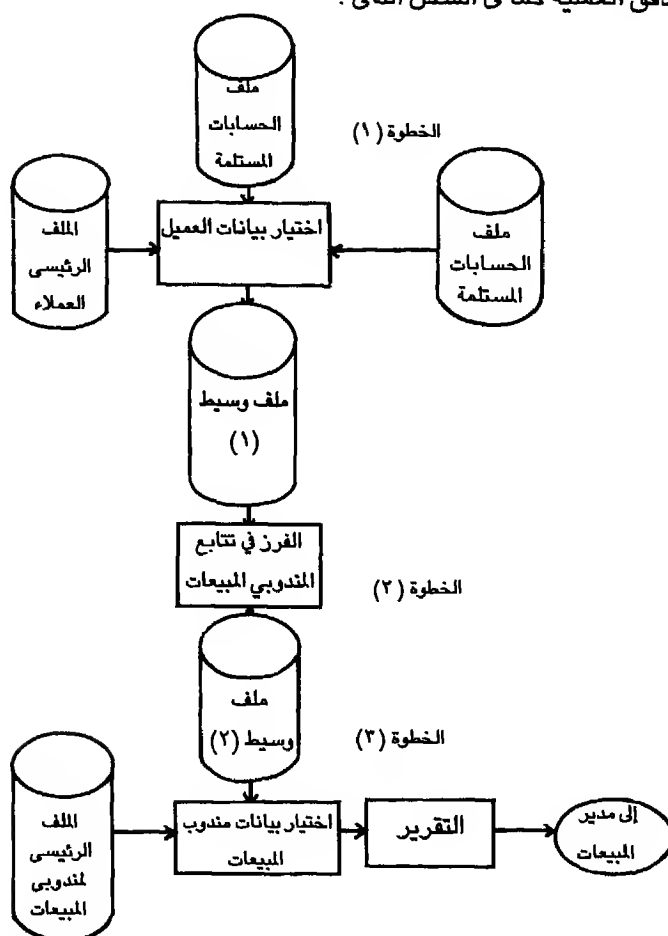 ملف
الحسابات
المستلمة
الخطوة (١)
الملف
الرئيسى
العملاء
اختيار بيانات العميل
ملف
الحسابات
المستلمة
ملف وسيط
(١)
الفرز في تتابع
المندوبي المبيعات
الخطوة (٢)
ملف
وسيط (٢)
الخطوة (٣)
الملف
الرئيسى
لمندوبى
المبيعات
اختيار بيانات مندوب
المبيعات
التقرير
إلى مدير
المبيعات